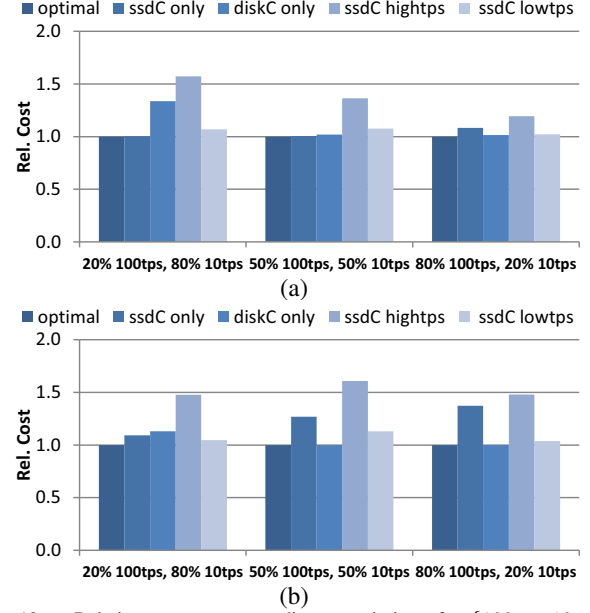 optimal ssdC only diskC only ssdC hightps ssdC lowtps
2.0
1.5
1.0
0.5
0.0
Rel. Cost
20% 100tps, 80% 10tps 50% 100tps, 50% 10tps 80% 100tps, 20% 10tps
(a)
optimal ssdC only diskC only ssdC hightps ssdC lowtps
2.0
1.5
1.0
0.5
0.0
Rel. Cost
20% 100tps, 80% 10tps 50% 100tps, 50% 10tps 80% 100tps, 20% 10tps
(b)